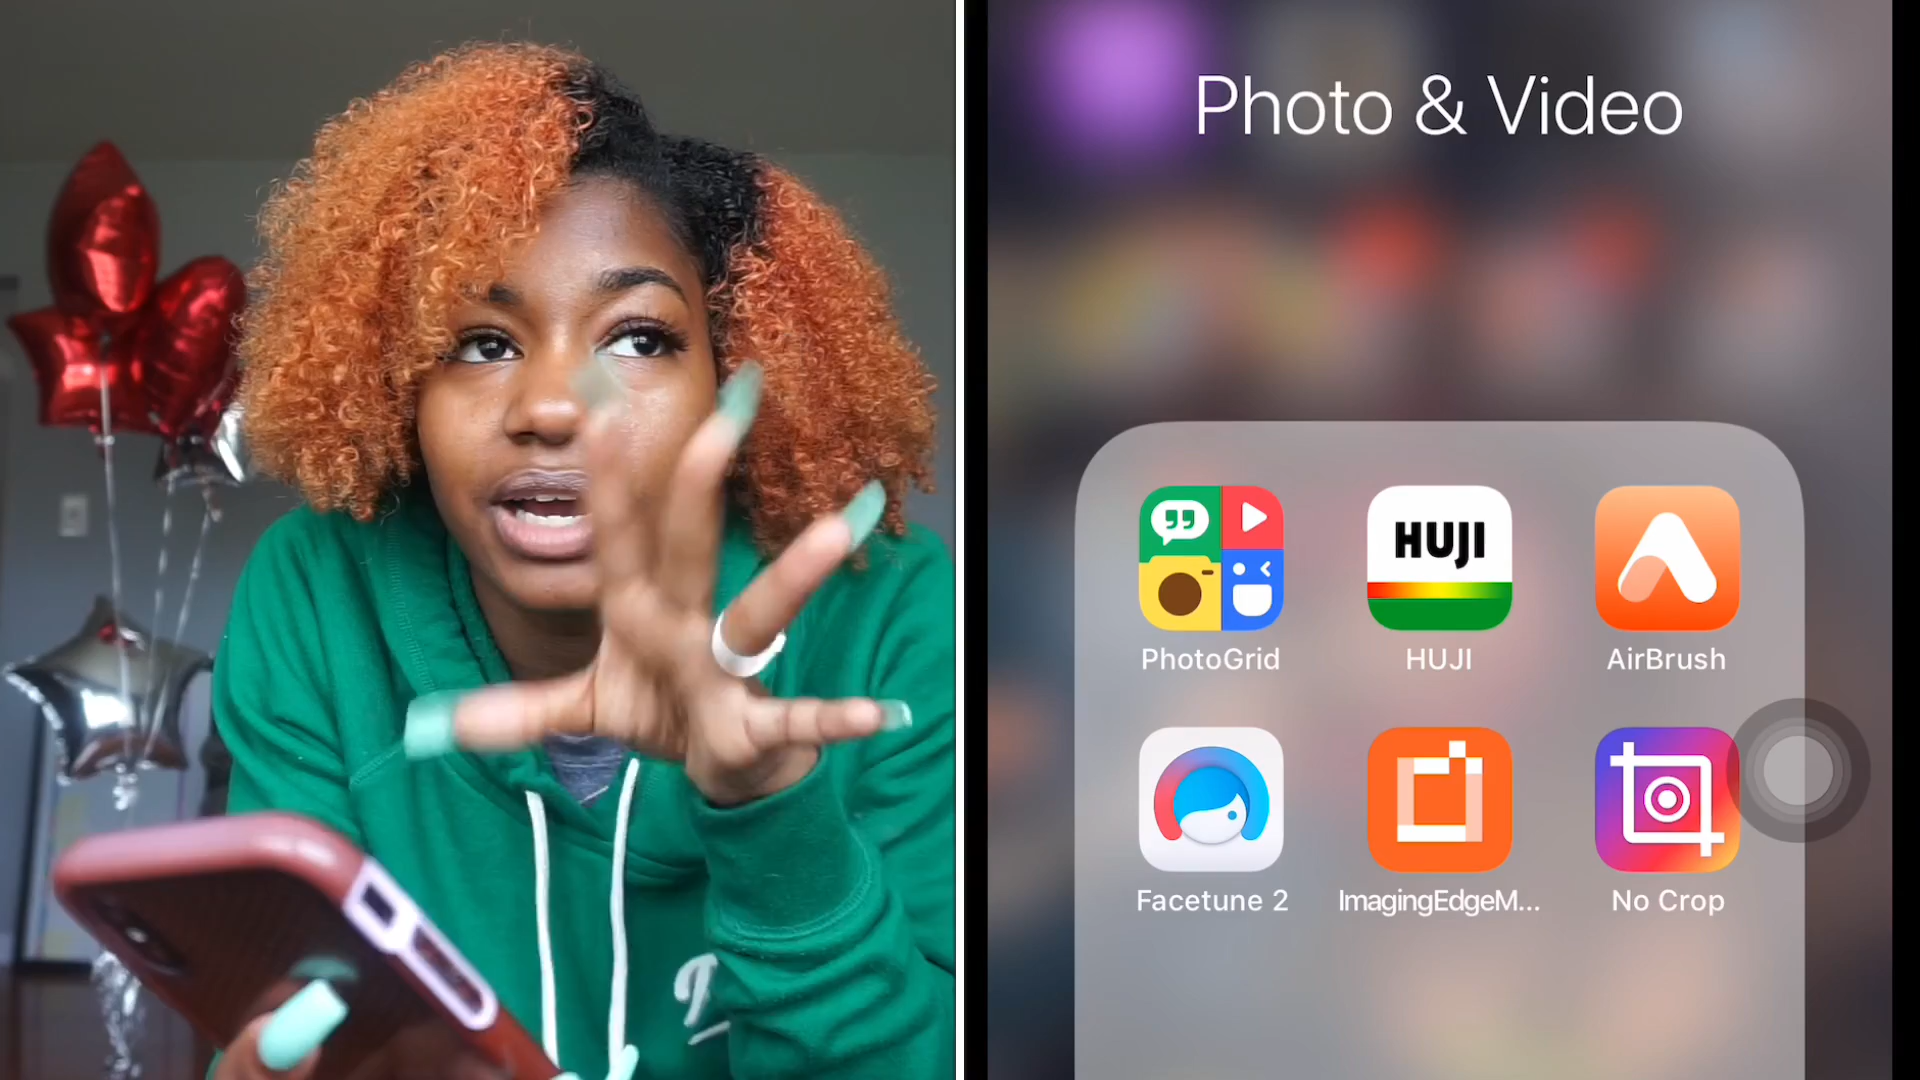 Photo & Video
HUJI
PhotoGrid
HUJI
AirBrush
Facetune 2
ImagingEdgeM...
No Crop